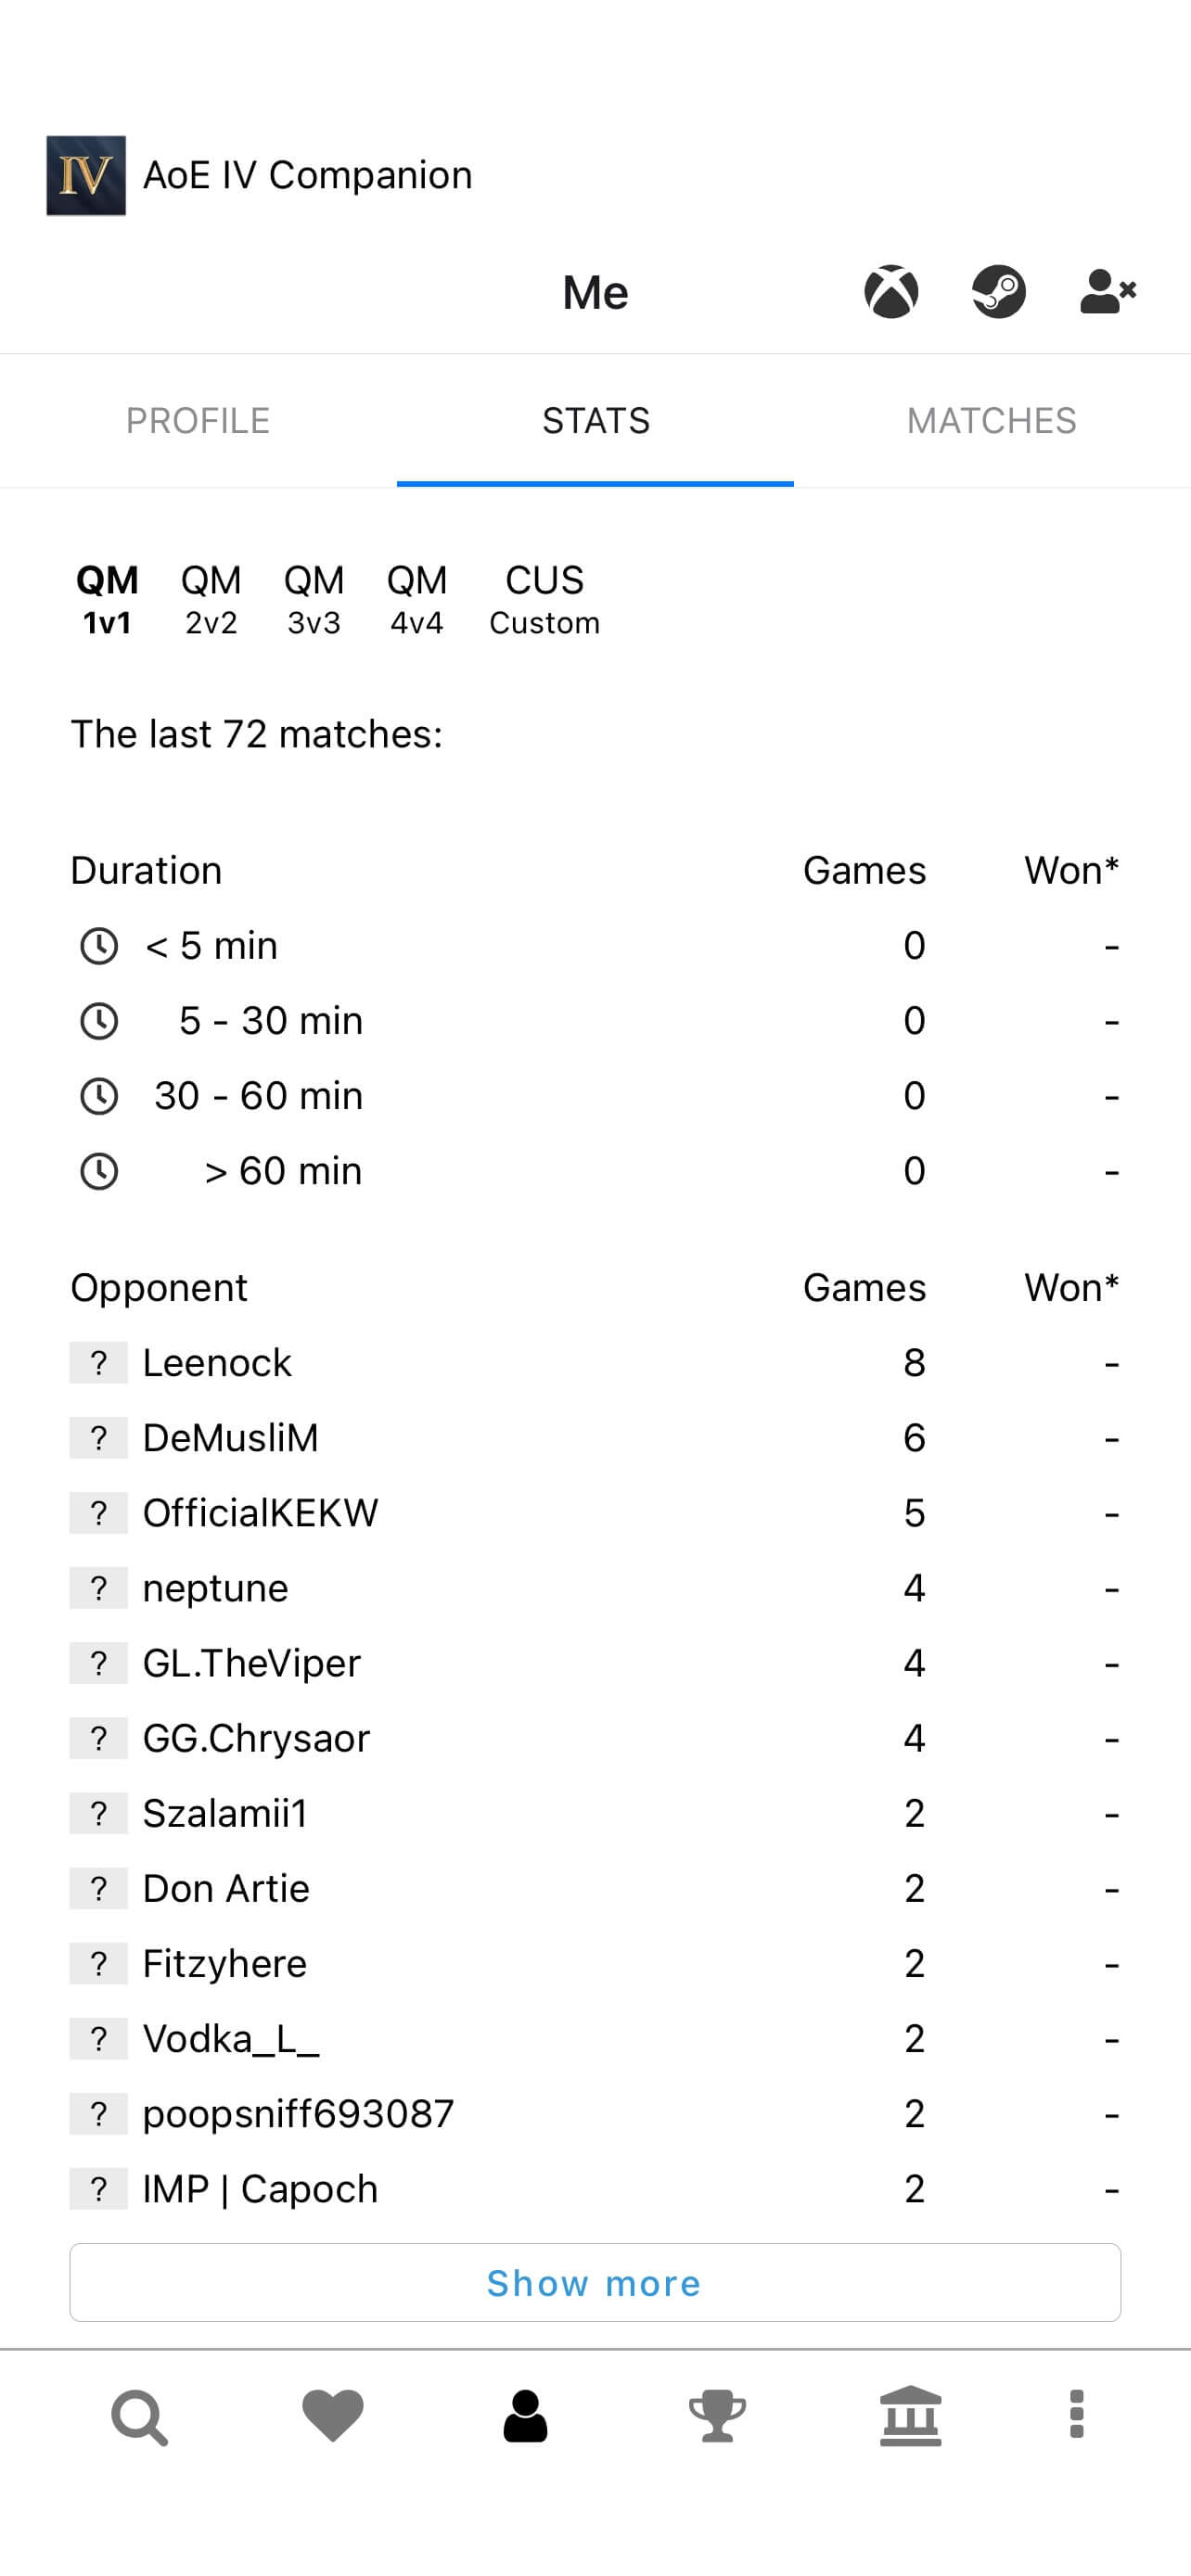 IV AoE IV Companion
Me
PROFILE STATS MATCHES
QM QM QM QM CUS
1v1 2v2 3v3 4v4 Custom
The last 72 matches:
Duration Games Won*
< 5 min 0 -
5 - 30 min 0 -
30 - 60 min 0 -
> 60 min 0 -
Opponent Games Won*
? Leenock 8 -
? DeMusliM 6 -
? OfficialKEKW 5 -
? neptune 4 -
? GL.TheViper 4 -
? GG.Chrysaor 4 -
? Szalamii1 2 -
? Don Artie 2 -
? Fitzyhere 2 -
? Vodka_L_ 2 -
? poopsniff693087 2 -
? IMP | Capoch 2 -
Show more